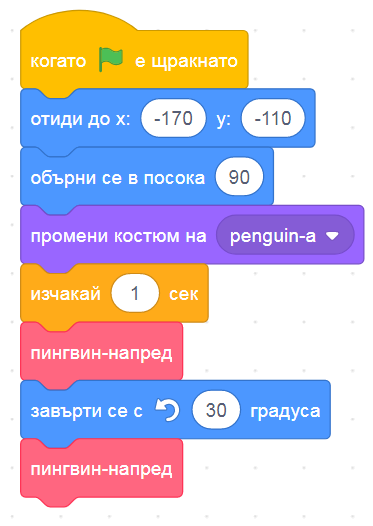 когато е щракнато
отиди до x: -170 y: -110
обърни се в посока 90
промени костюм на penguin-a
изчакай 1 сек
пингвин-напред
завърти се с 30 градуса
пингвин-напред